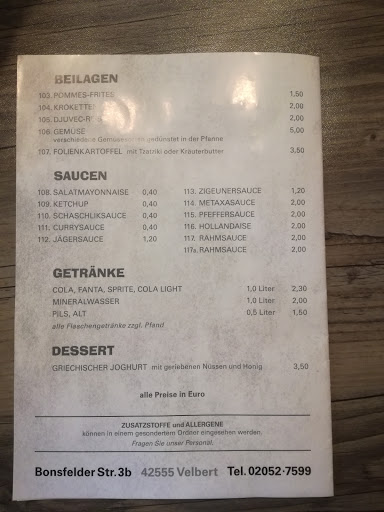 BEILAGEN
103. POMMES-FRITES 1,50
104. KROKETTEN 2,00
105. DJUVEC- 2,00
106. GEMÜSE 5,00
verschiedene gedünstet in der Pfanne
107. FOLIENKARTOFFEL mit Tzatziki oder Kräuterbutter 3,50
SAUCEN
108. SALATMAYONNAISE 0,40 113. ZIGEUNERSAUCE 1,20
109. KETCHUP 0,40 114. METAXASAUCE 2,00
110. SCHASCHLIKSAUCE 0,40 115. PFEFFERSAUCE 2,00
111. CURRYSAUCE 0,40 116. HOLLANDAISE 2,00
112. JÄGERSAUCE 1,20 117. RAHMSAUCE 2,00
117a. RAHMSAUCE 2,00
GETRÄNKE
COLA, FANTA, SPRITE, COLA LIGHT 1,0 Liter 2,30
MINERALWASSER 1,0 Liter 2,00
PILS, ALT 0,5 Liter 1,50
alle Flaschengetränke zzgl. Pfand
DESSERT
GRIECHISCHER JOGHURT mit geriebenen Nüssen und Honig 3,50
alle Preise in Euro
ZUSATZSTOFFE und ALLERGENE
können in einem gesondertem Ordner eingesehen werden.
Fragen Sie unser Personal.
Bonsfelder Str. 3b 42555 Velbert Tel. 02052·7599